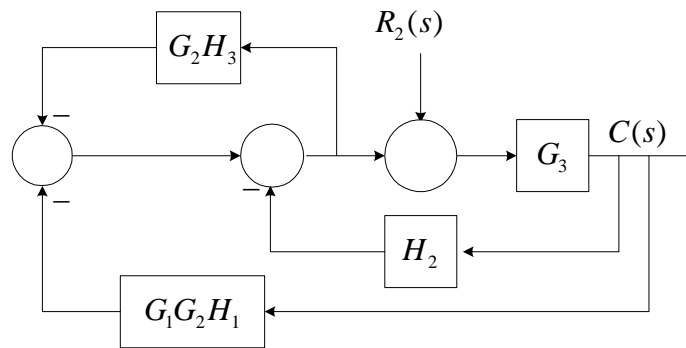 G₂H₃
R₂(s)
−
C(s)
G₃
−
−
H₂
G₁G₂H₁